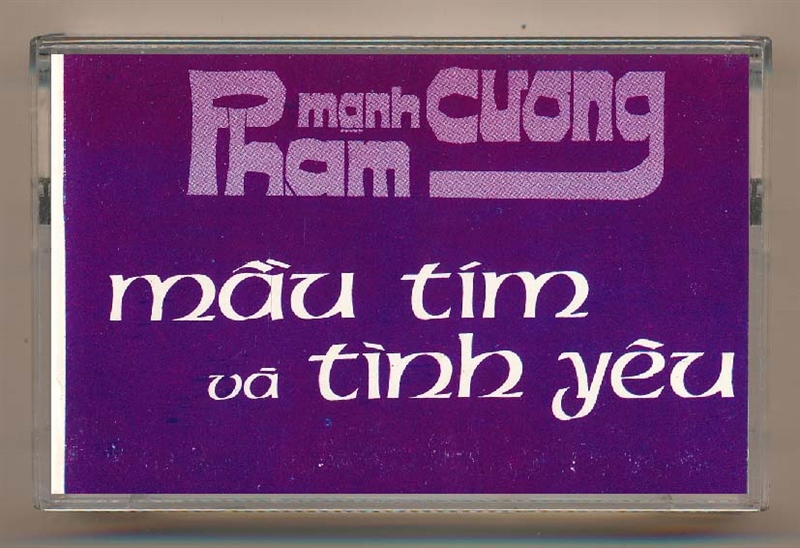 Phạm mạnh Cương
mầu tím
và tình yêu